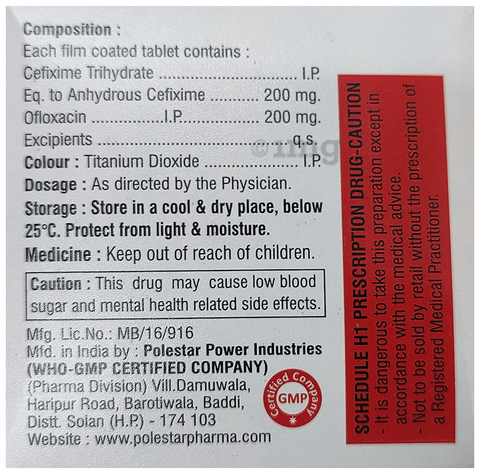 Composition :
Each film coated tablet contains :
Cefixime Trihydrate ................................ I.P.
Eq. to Anhydrous Cefixime .............. 200 mg.
Ofloxacin ..............I.P.................... 200 mg.
Excipients ................................................ q.s.
Colour : Titanium Dioxide ..................... I.P.
Dosage : As directed by the Physician.
Storage : Store in a cool & dry place, below
25°C. Protect from light & moisture.
Medicine : Keep out of reach of children.
Caution : This drug may cause low blood
sugar and mental health related side effects.
Mfg. Lic.No.: MB/16/916
Mfd. in India by : Polestar Power Industries
(WHO-GMP CERTIFIED COMPANY)
(Pharma Division) Vill.Damuwala,
Haripur Road, Barotiwala, Baddi,
Distt. Solan (H.P.) - 174 103
Website : www.polestarpharma.com
Certified Company
GMP
SCHEDULE H1 PRESCRIPTION DRUG-CAUTION
- It is dangerous to take this preparation except in
accordance with the medical advice.
- Not to be sold by retail without the prescription of
a Registered Medical Practitioner.
©1mg